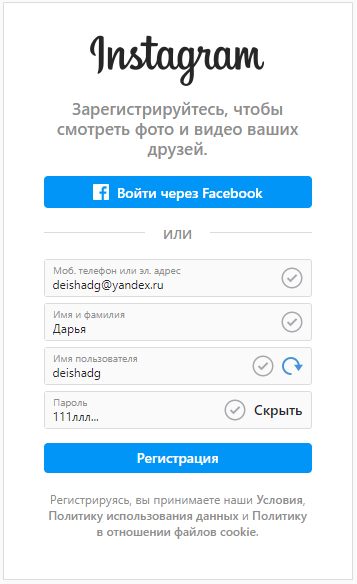 Instagram
Зарегистрируйтесь, чтобы
смотреть фото и видео ваших
друзей.
Войти через Facebook
ИЛИ
Моб. телефон или эл. адрес
deishadg@yandex.ru
Имя и фамилия
Дарья
Имя пользователя
deishadg
Пароль
111ллл...
Скрыть
Регистрация
Регистрируясь, вы принимаете наши Условия,
Политику использования данных и Политику
в отношении файлов cookie.